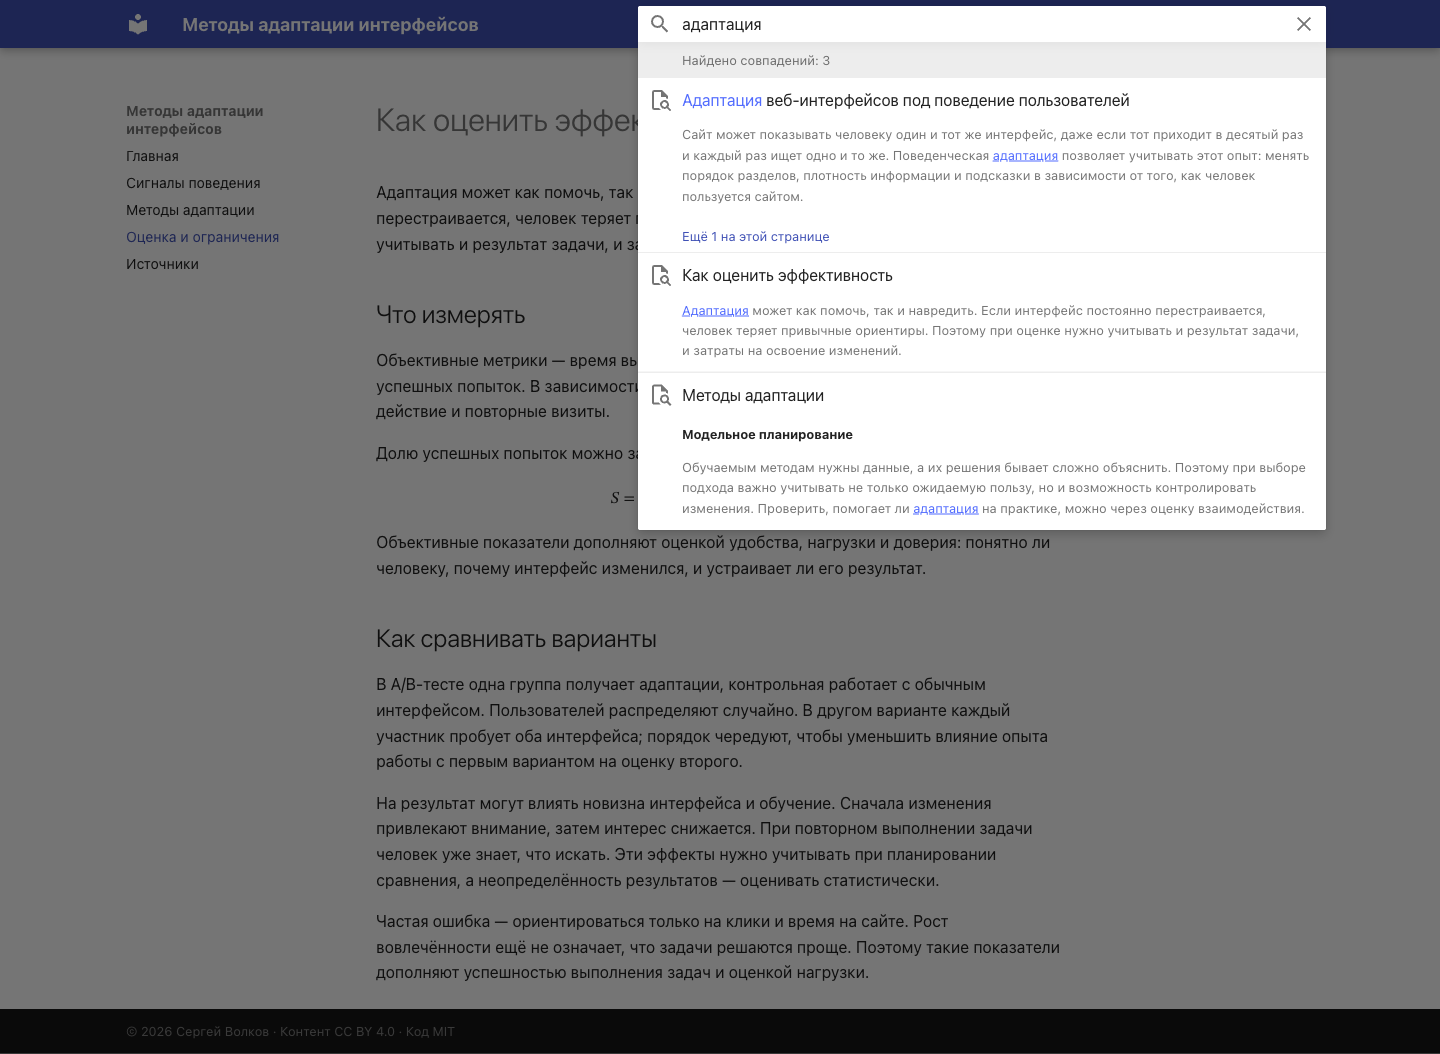 Методы адаптации интерфейсов
адаптация
Найдено совпадений: 3
Адаптация веб-интерфейсов под поведение пользователей
Сайт может показывать человеку один и тот же интерфейс, даже если тот приходит в десятый раз
и каждый раз ищет одно и то же. Поведенческая адаптация позволяет учитывать этот опыт: менять
порядок разделов, плотность информации и подсказки в зависимости от того, как человек
пользуется сайтом.
Ещё 1 на этой странице
Как оценить эффективность
Адаптация может как помочь, так и навредить. Если интерфейс постоянно перестраивается,
человек теряет привычные ориентиры. Поэтому при оценке нужно учитывать и результат задачи,
и затраты на освоение изменений.
Методы адаптации
Модельное планирование
Обучаемым методам нужны данные, а их решения бывает сложно объяснить. Поэтому при выборе
подхода важно учитывать не только ожидаемую пользу, но и возможность контролировать
изменения. Проверить, помогает ли адаптация на практике, можно через оценку взаимодействия.
Методы адаптации
интерфейсов
Главная
Сигналы поведения
Методы адаптации
Оценка и ограничения
Источники
Как оценить
Адаптация может как помочь, так
перестраивается, человек теряет
учитывать и результат задачи, и
Что измерять
Объективные метрики — время
успешных попыток. В зависимости
действие и повторные визиты.
Долю успешных попыток можно
S =
Объективные показатели дополняют оценкой удобства, нагрузки и доверия: понятно ли
человеку, почему интерфейс изменился, и устраивает ли его результат.
Как сравнивать варианты
В A/B-тесте одна группа получает адаптации, контрольная работает с обычным
интерфейсом. Пользователей распределяют случайно. В другом варианте каждый
участник пробует оба интерфейса; порядок чередуют, чтобы уменьшить влияние опыта
работы с первым вариантом на оценку второго.
На результат могут влиять новизна интерфейса и обучение. Сначала изменения
привлекают внимание, затем интерес снижается. При повторном выполнении задачи
человек уже знает, что искать. Эти эффекты нужно учитывать при планировании
сравнения, а неопределённость результатов — оценивать статистически.
Частая ошибка — ориентироваться только на клики и время на сайте. Рост
вовлечённости ещё не означает, что задачи решаются проще. Поэтому такие показатели
дополняют успешностью выполнения задач и оценкой нагрузки.
© 2026 Сергей Волков · Контент CC BY 4.0 · Код MIT